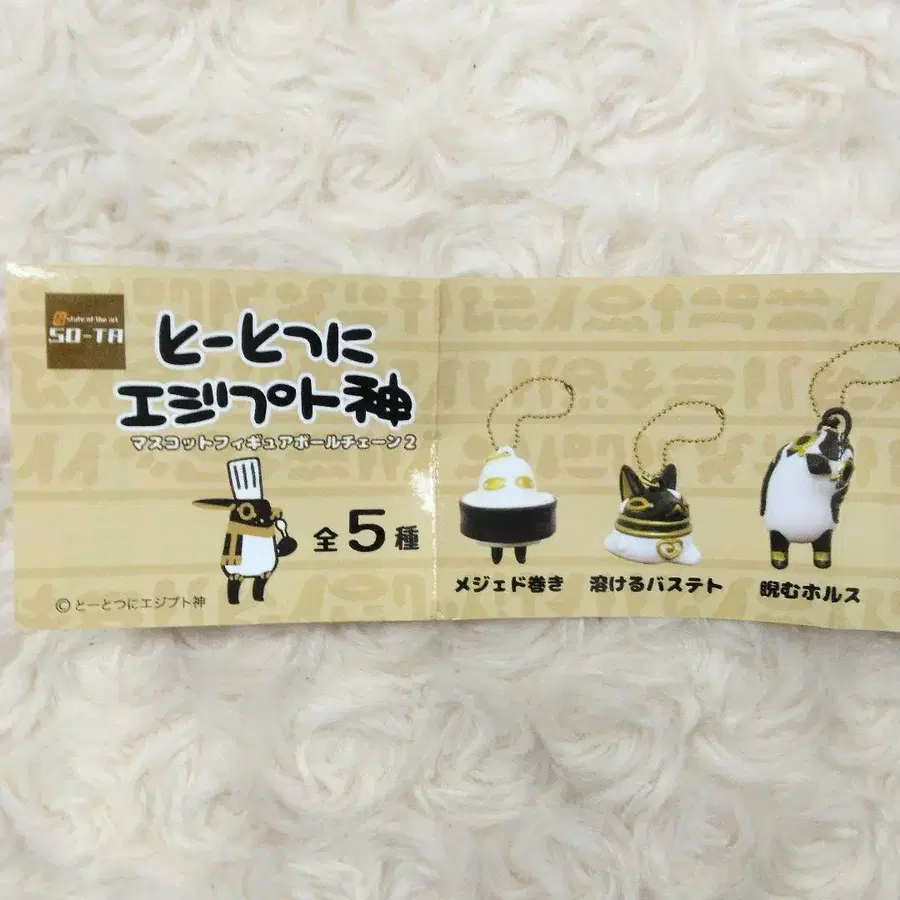 state of the art
SO-TA
とーとつに
エジプト神
マスコットフィギュアボールチェーン2
全5種
©とーとつにエジプト神
メジェド巻き
溶けるバステト
睨むホルス